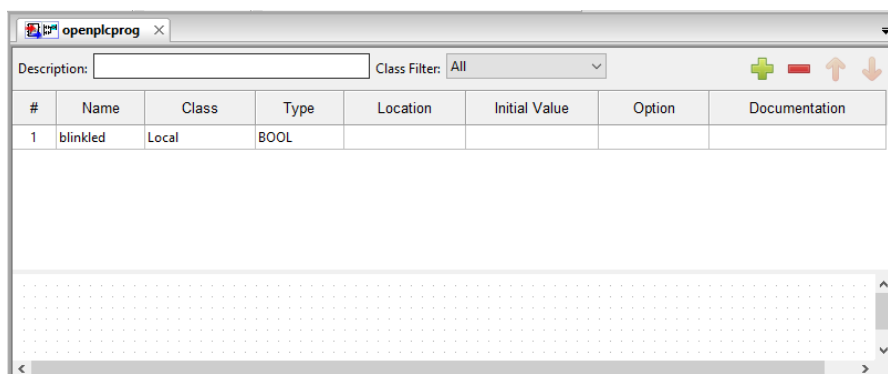 openplcprog
Description: Class Filter: All
# Name Class Type Location Initial Value Option Documentation
1 blinkled Local BOOL